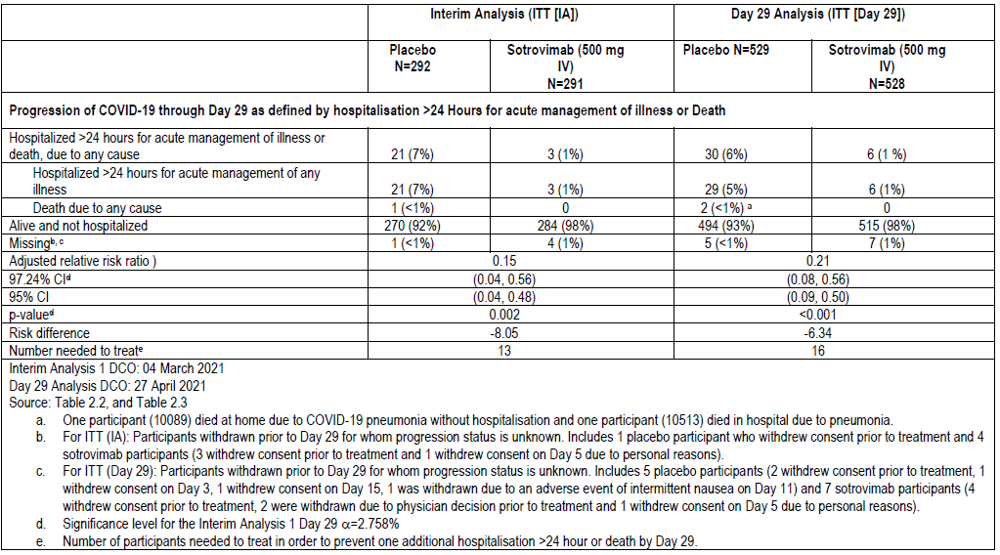 Interim Analysis (ITT [IA]) Day 29 Analysis (ITT [Day 29])
Placebo N=292 Sotrovimab (500 mg IV) N=291 Placebo N=529 Sotrovimab (500 mg IV) N=528
Progression of COVID-19 through Day 29 as defined by hospitalisation >24 Hours for acute management of illness or Death
Hospitalized >24 hours for acute management of illness or
death, due to any cause 21 (7%) 3 (1%) 30 (6%) 6 (1 %)
Hospitalized >24 hours for acute management of any
illness 21 (7%) 3 (1%) 29 (5%) 6 (1%)
Death due to any cause 1 (<1%) 0 2 (<1%) a 0
Alive and not hospitalized 270 (92%) 284 (98%) 494 (93%) 515 (98%)
Missingb, c 1 (<1%) 4 (1%) 5 (<1%) 7 (1%)
Adjusted relative risk ratio ) 0.15 0.21
97.24% CId (0.04, 0.56) (0.08, 0.56)
95% CI (0.04, 0.48) (0.09, 0.50)
p-valued 0.002 <0.001
Risk difference -8.05 -6.34
Number needed to treate 13 16
Interim Analysis 1 DCO: 04 March 2021
Day 29 Analysis DCO: 27 April 2021
Source: Table 2.2, and Table 2.3
a. One participant (10089) died at home due to COVID-19 pneumonia without hospitalisation and one participant (10513) died in hospital due to pneumonia.
b. For ITT (IA): Participants withdrawn prior to Day 29 for whom progression status is unknown. Includes 1 placebo participant who withdrew consent prior to treatment and 4
sotrovimab participants (3 withdrew consent prior to treatment and 1 withdrew consent on Day 5 due to personal reasons).
c. For ITT (Day 29): Participants withdrawn prior to Day 29 for whom progression status is unknown. Includes 5 placebo participants (2 withdrew consent prior to treatment, 1
withdrew consent on Day 3, 1 withdrew consent on Day 15, 1 was withdrawn due to an adverse event of intermittent nausea on Day 11) and 7 sotrovimab participants (4
withdrew consent prior to treatment, 2 were withdrawn due to physician decision prior to treatment and 1 withdrew consent on Day 5 due to personal reasons).
d. Significance level for the Interim Analysis 1 Day 29 α=2.758%
e. Number of participants needed to treat in order to prevent one additional hospitalisation >24 hour or death by Day 29.